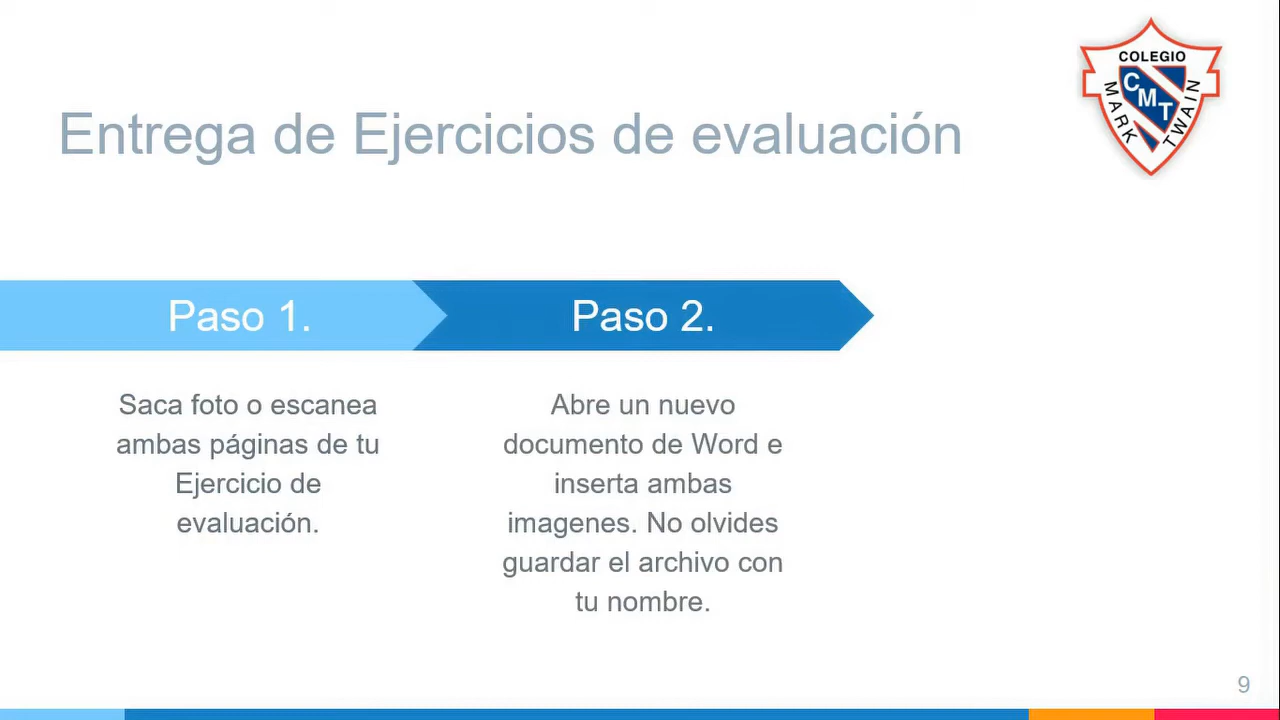 COLEGIO
CMT
MARK TWAIN
Entrega de Ejercicios de evaluación
Paso 1.
Paso 2.
Saca foto o escanea
ambas páginas de tu
Ejercicio de
evaluación.
Abre un nuevo
documento de Word e
inserta ambas
imagenes. No olvides
guardar el archivo con
tu nombre.
9